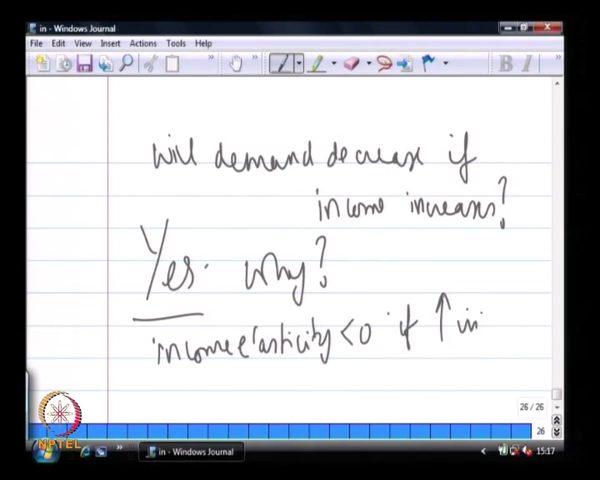 in - Windows Journal
File Edit View Insert Actions Tools Help
B I
will demand decrease if
income increases?
Yes. why?
income elasticity <0 if ↑ in
26 / 26
26
NPTEL
in - Windows Journal
15:17